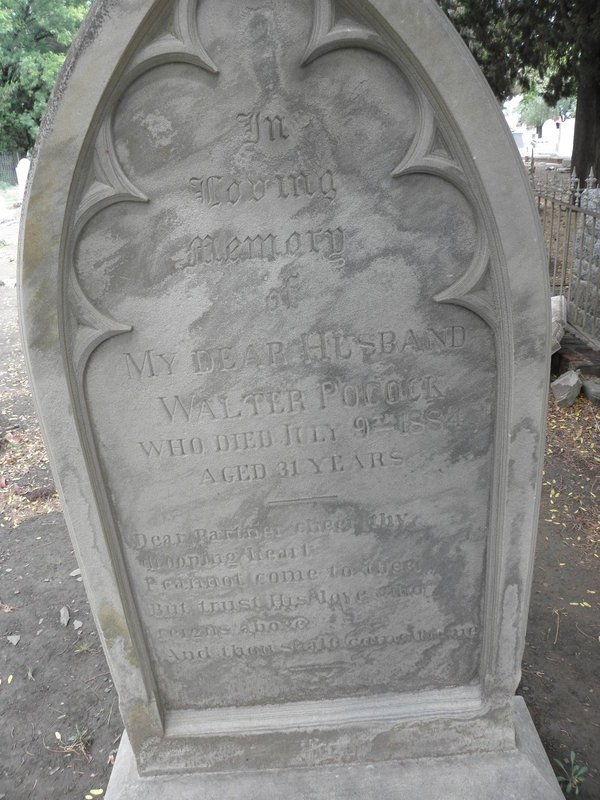 In
Loving
Memory
of
MY DEAR HUSBAND
WALTER POCOCK
WHO DIED JULY 9TH 1884
AGED 31 YEARS
Dear Partner cheer thy
drooping heart
I cannot come to thee
But trust His love who
reigns above
And thou shalt come to me